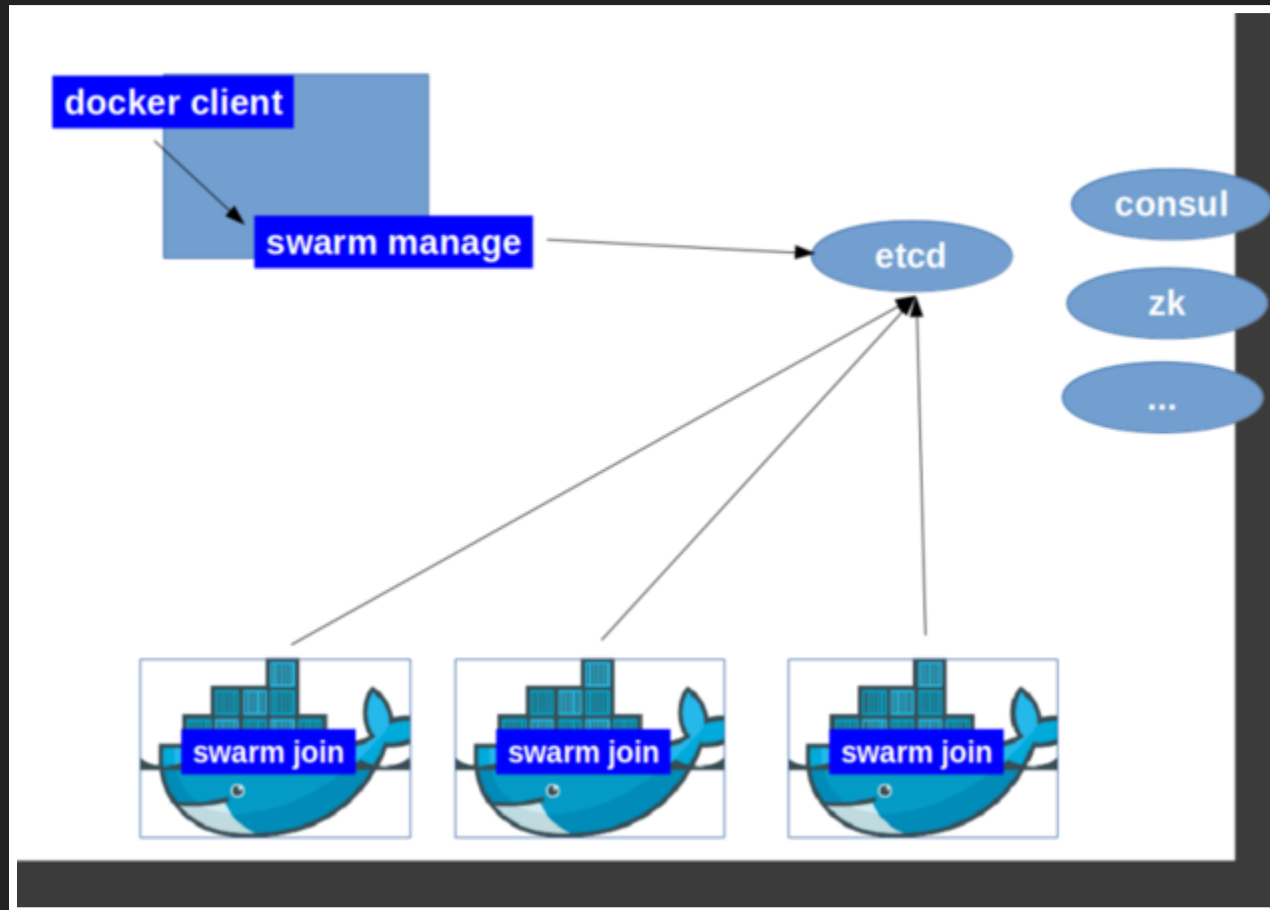 docker client
swarm manage
etcd
consul
zk
...
swarm join
swarm join
swarm join